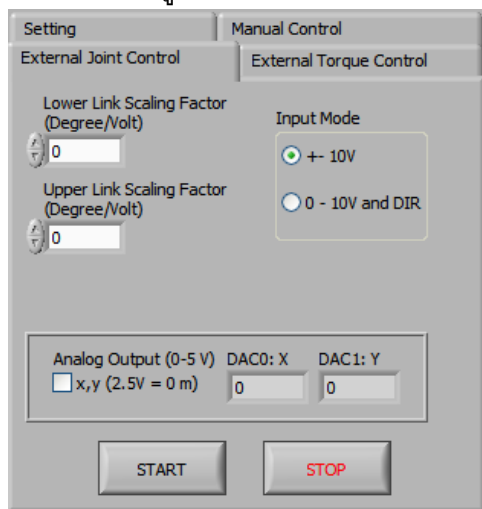 Setting
Manual Control
External Joint Control
External Torque Control
Lower Link Scaling Factor
(Degree/Volt)
0
Upper Link Scaling Factor
(Degree/Volt)
0
Input Mode
+- 10V
0 - 10V and DIR
Analog Output (0-5 V)
x,y (2.5V = 0 m)
DAC0: X
0
DAC1: Y
0
START
STOP